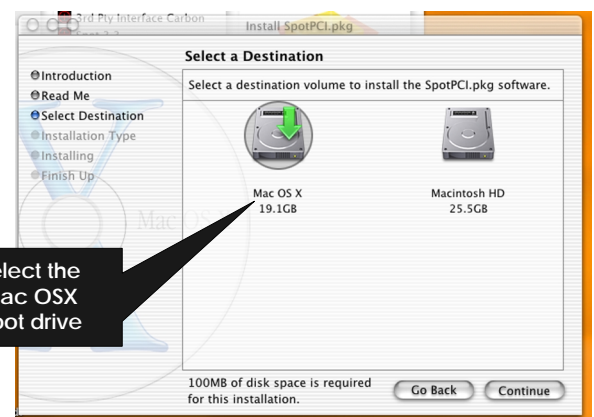 3rd Pty Interface Carbon
Install SpotPCI.pkg
Select a Destination
Introduction
Read Me
Select Destination
Installation Type
Installing
Finish Up
Select a destination volume to install the SpotPCI.pkg software.
Mac OS X
19.1GB
Macintosh HD
25.5GB
Mac OS
elect the
ac OSX
oot drive
100MB of disk space is required
for this installation.
Go Back
Continue